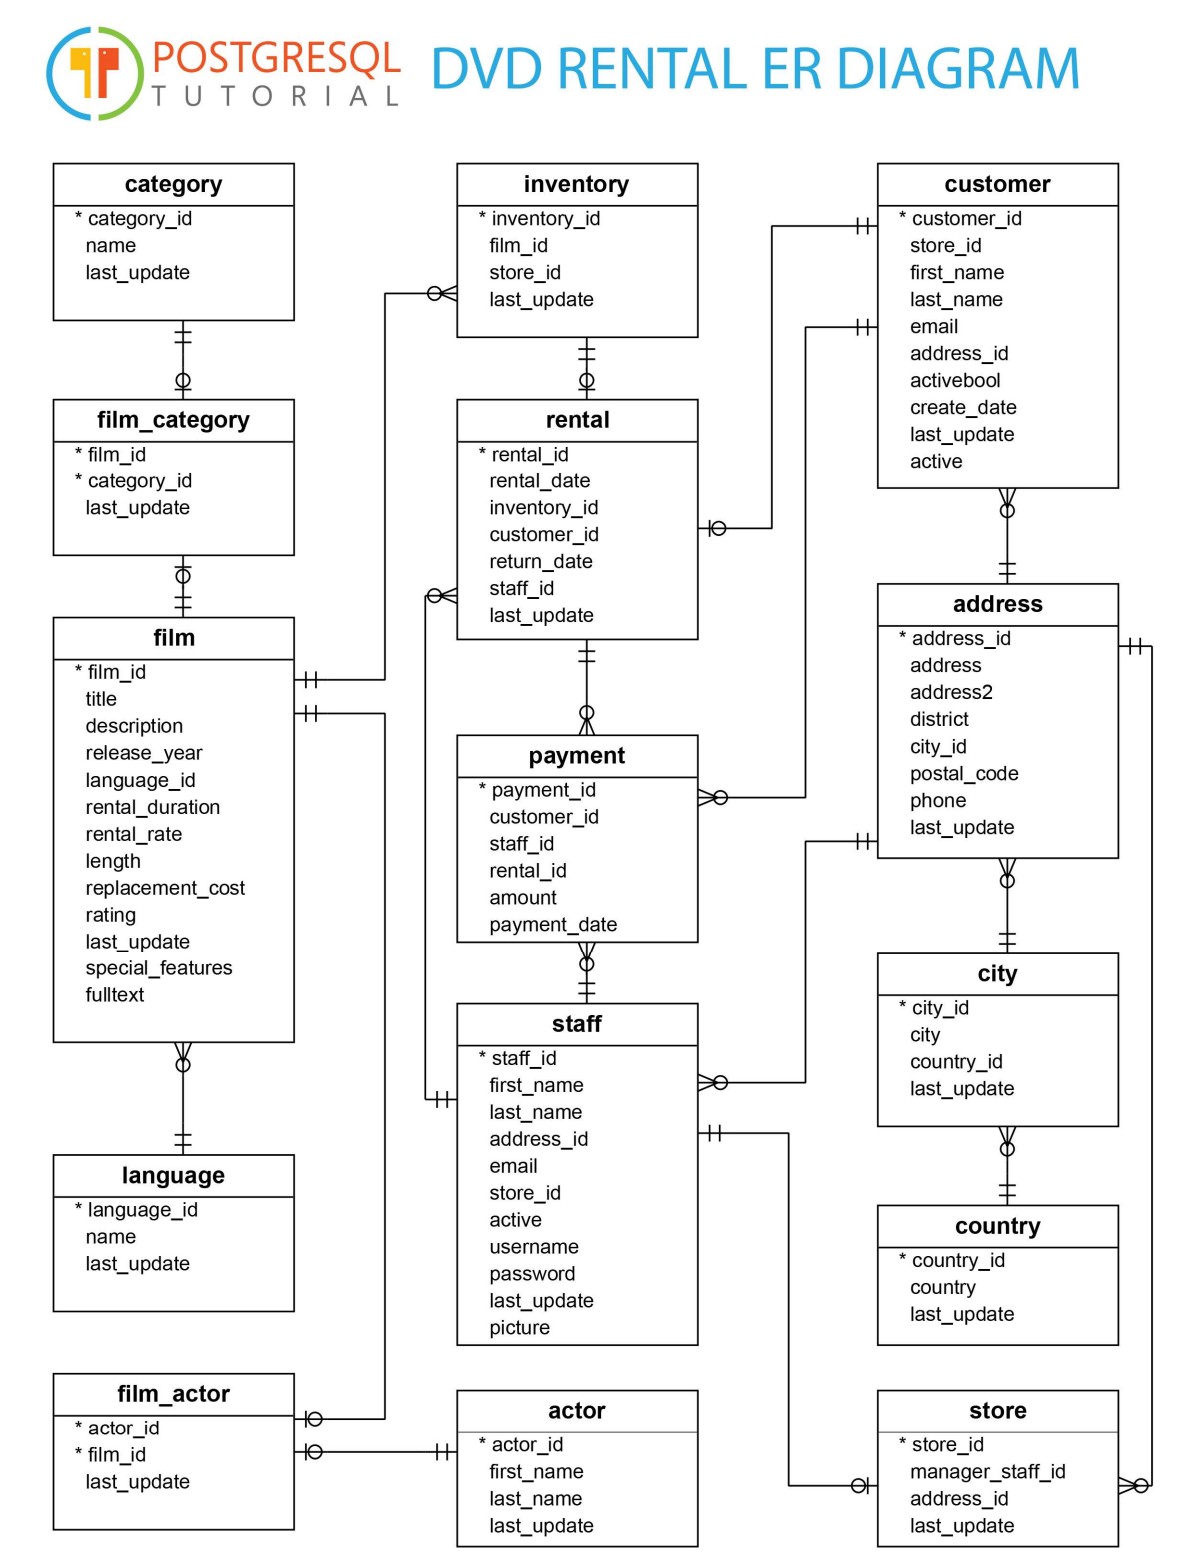 POSTGRESQL
TUTORIAL
DVD RENTAL ER DIAGRAM
category
* category_id
name
last_update
film_category
* film_id
* category_id
last_update
film
* film_id
title
description
release_year
language_id
rental_duration
rental_rate
length
replacement_cost
rating
last_update
special_features
fulltext
language
* language_id
name
last_update
film_actor
* actor_id
* film_id
last_update
inventory
* inventory_id
film_id
store_id
last_update
rental
* rental_id
rental_date
inventory_id
customer_id
return_date
staff_id
last_update
payment
* payment_id
customer_id
staff_id
rental_id
amount
payment_date
staff
* staff_id
first_name
last_name
address_id
email
store_id
active
username
password
last_update
picture
actor
* actor_id
first_name
last_name
last_update
customer
* customer_id
store_id
first_name
last_name
email
address_id
activebool
create_date
last_update
active
address
* address_id
address
address2
district
city_id
postal_code
phone
last_update
city
* city_id
city
country_id
last_update
country
* country_id
country
last_update
store
* store_id
manager_staff_id
address_id
last_update